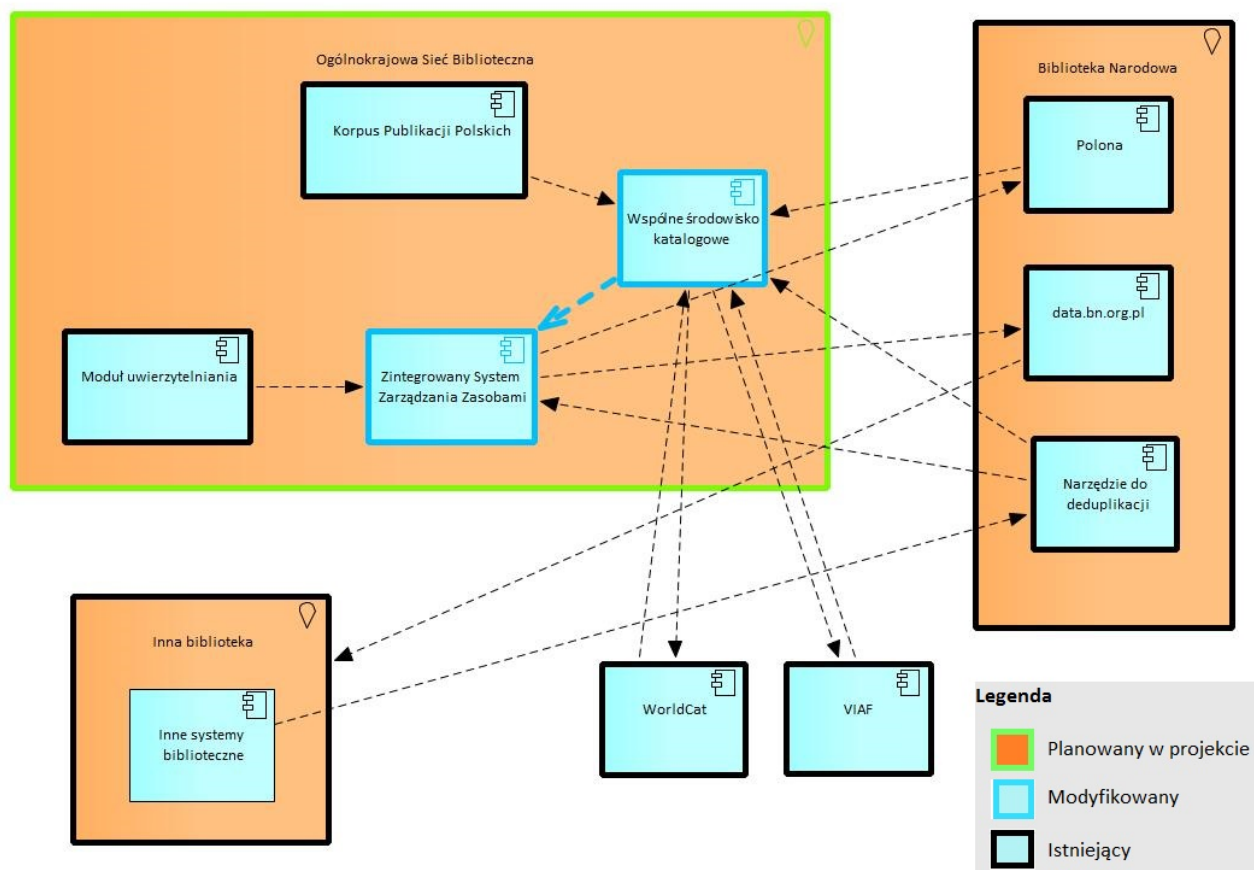 Ogólnokrajowa Sieć Biblioteczna
Korpus Publikacji Polskich
Wspólne środowisko
katalogowe
Moduł uwierzytelniania
Zintegrowany System
Zarządzania Zasobami
Biblioteka Narodowa
Polona
data.bn.org.pl
Narzędzie do
deduplikacji
Inna biblioteka
Inne systemy
biblioteczne
WorldCat
VIAF
Legenda
Planowany w projekcie
Modyfikowany
Istniejący